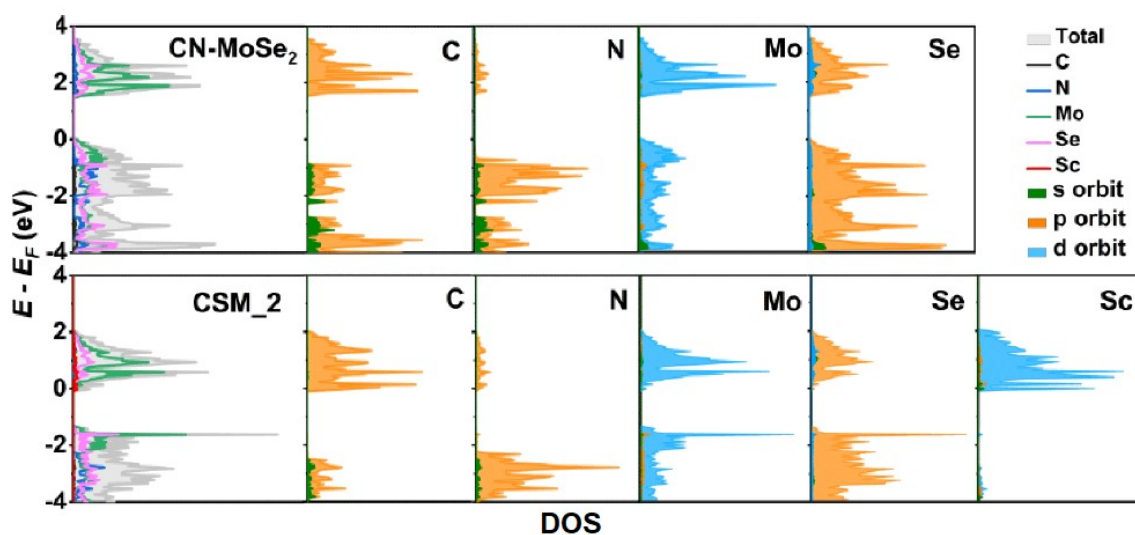 4
2
0
-2
-4
CN-MoSe2
C
N
Mo
Se
Total
C
N
Mo
Se
Sc
s orbit
p orbit
d orbit
E - EF (eV)
4
2
0
-2
-4
CSM_2
C
N
Mo
Se
Sc
DOS